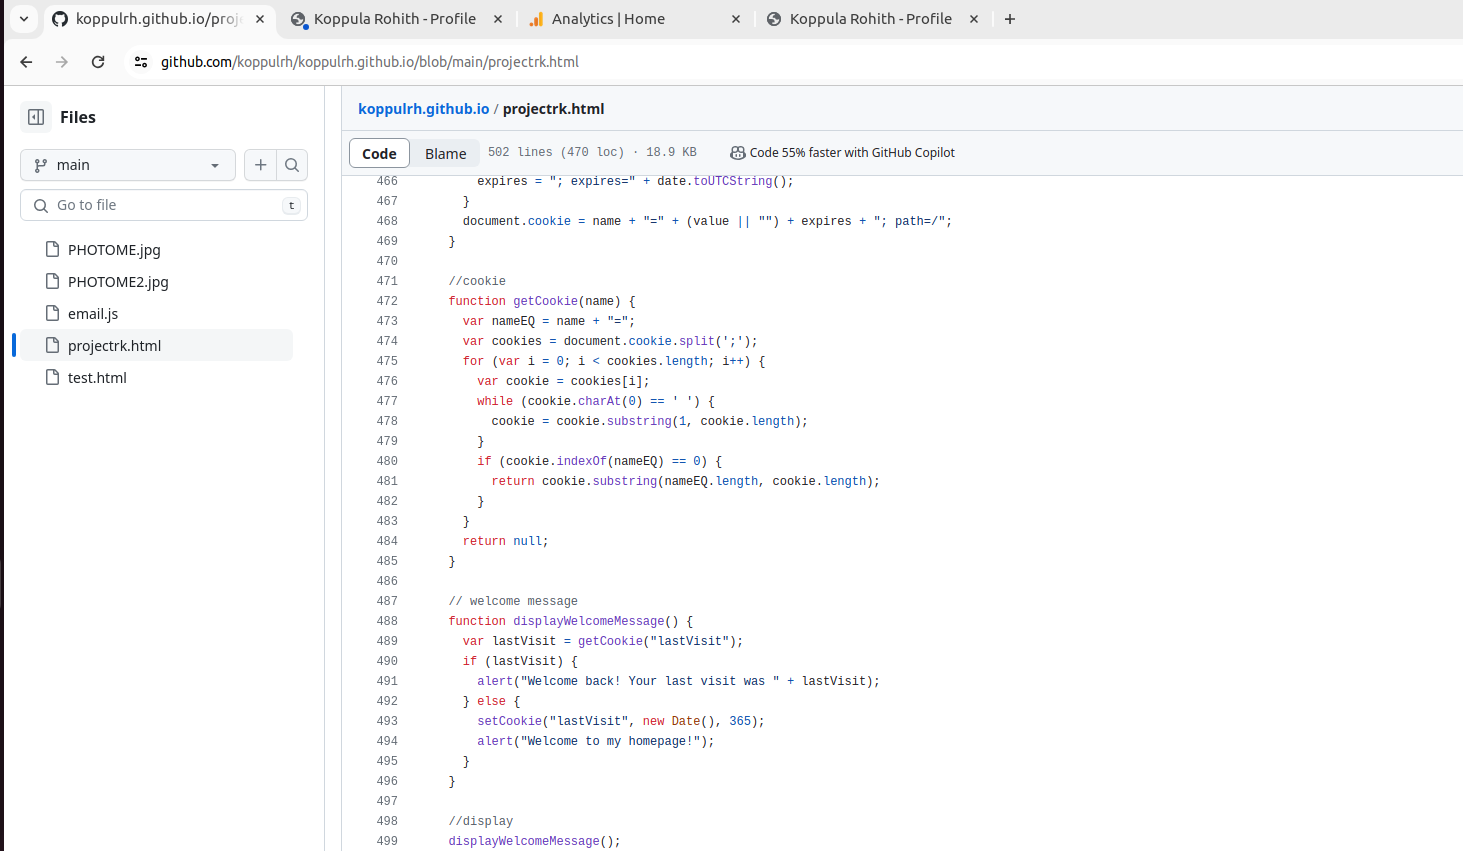 koppulrh.github.io/proj
Koppula Rohith - Profile
Analytics | Home
Koppula Rohith - Profile
github.com/koppulrh/koppulrh.github.io/blob/main/projectrk.html
Files
main
Go to file
t
PHOTOME.jpg
PHOTOME2.jpg
email.js
projectrk.html
test.html
koppulrh.github.io / projectrk.html
Code
Blame
502 lines (470 loc) · 18.9 KB
Code 55% faster with GitHub Copilot
466 expires = "; expires=" + date.toUTCString();
467 }
468 document.cookie = name + "=" + (value || "") + expires + "; path=/";
469 }
470
471 //cookie
472 function getCookie(name) {
473 var nameEQ = name + "=";
474 var cookies = document.cookie.split(';');
475 for (var i = 0; i < cookies.length; i++) {
476 var cookie = cookies[i];
477 while (cookie.charAt(0) == ' ') {
478 cookie = cookie.substring(1, cookie.length);
479 }
480 if (cookie.indexOf(nameEQ) == 0) {
481 return cookie.substring(nameEQ.length, cookie.length);
482 }
483 }
484 return null;
485 }
486
487 // welcome message
488 function displayWelcomeMessage() {
489 var lastVisit = getCookie("lastVisit");
490 if (lastVisit) {
491 alert("Welcome back! Your last visit was " + lastVisit);
492 } else {
493 setCookie("lastVisit", new Date(), 365);
494 alert("Welcome to my homepage!");
495 }
496 }
497
498 //display
499 displayWelcomeMessage();